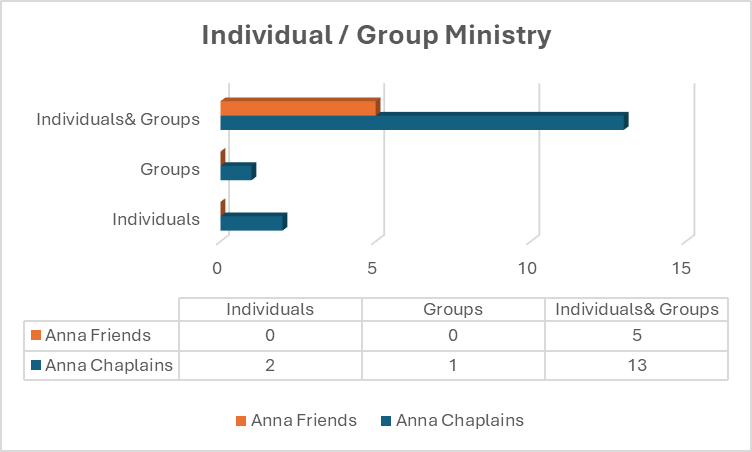 Individual / Group Ministry
Individuals& Groups
Groups
Individuals
0 5 10 15
Individuals Groups Individuals& Groups
Anna Friends 0 0 5
Anna Chaplains 2 1 13
Anna Friends Anna Chaplains